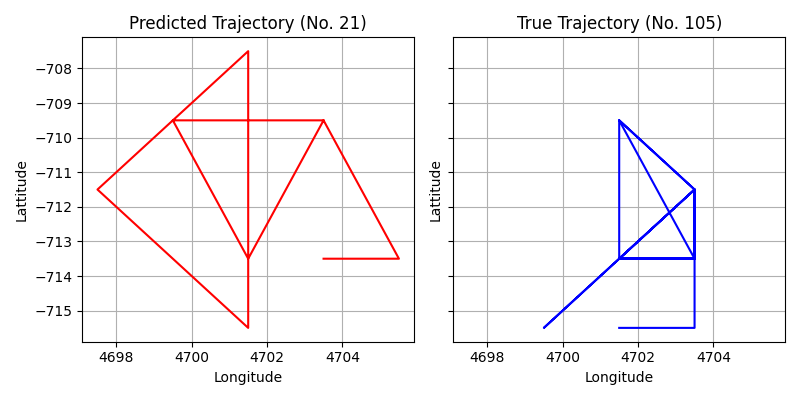 Predicted Trajectory (No. 21)
−708
−709
−710
−711
−712
−713
−714
−715
Lattitude
4698 4700 4702 4704
Longitude
True Trajectory (No. 105)
Lattitude
4698 4700 4702 4704
Longitude